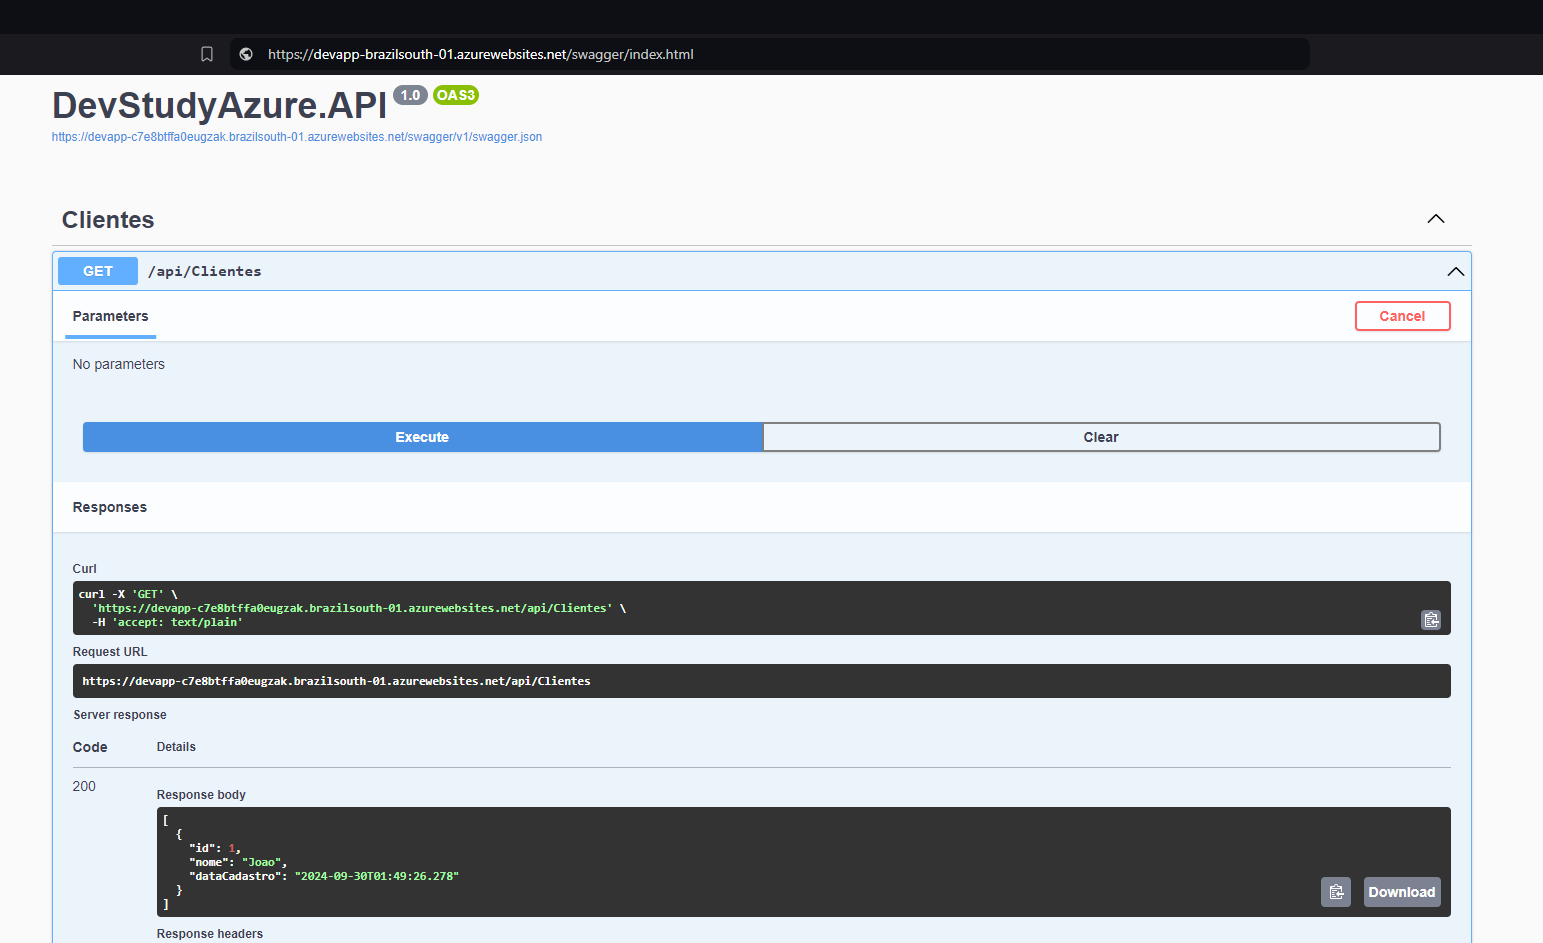 https://devapp-brazilsouth-01.azurewebsites.net/swagger/index.html
DevStudyAzure.API 1.0 OAS3
https://devapp-c7e8btffa0eugzak.brazilsouth-01.azurewebsites.net/swagger/v1/swagger.json
Clientes
GET /api/Clientes
Parameters Cancel
No parameters
Execute Clear
Responses
Curl
curl -X 'GET' \
'https://devapp-c7e8btffa0eugzak.brazilsouth-01.azurewebsites.net/api/Clientes' \
-H 'accept: text/plain'
Request URL
https://devapp-c7e8btffa0eugzak.brazilsouth-01.azurewebsites.net/api/Clientes
Server response
Code Details
200
Response body
[
{
"id": 1,
"nome": "Joao",
"dataCadastro": "2024-09-30T01:49:26.278"
}
]
Download
Response headers